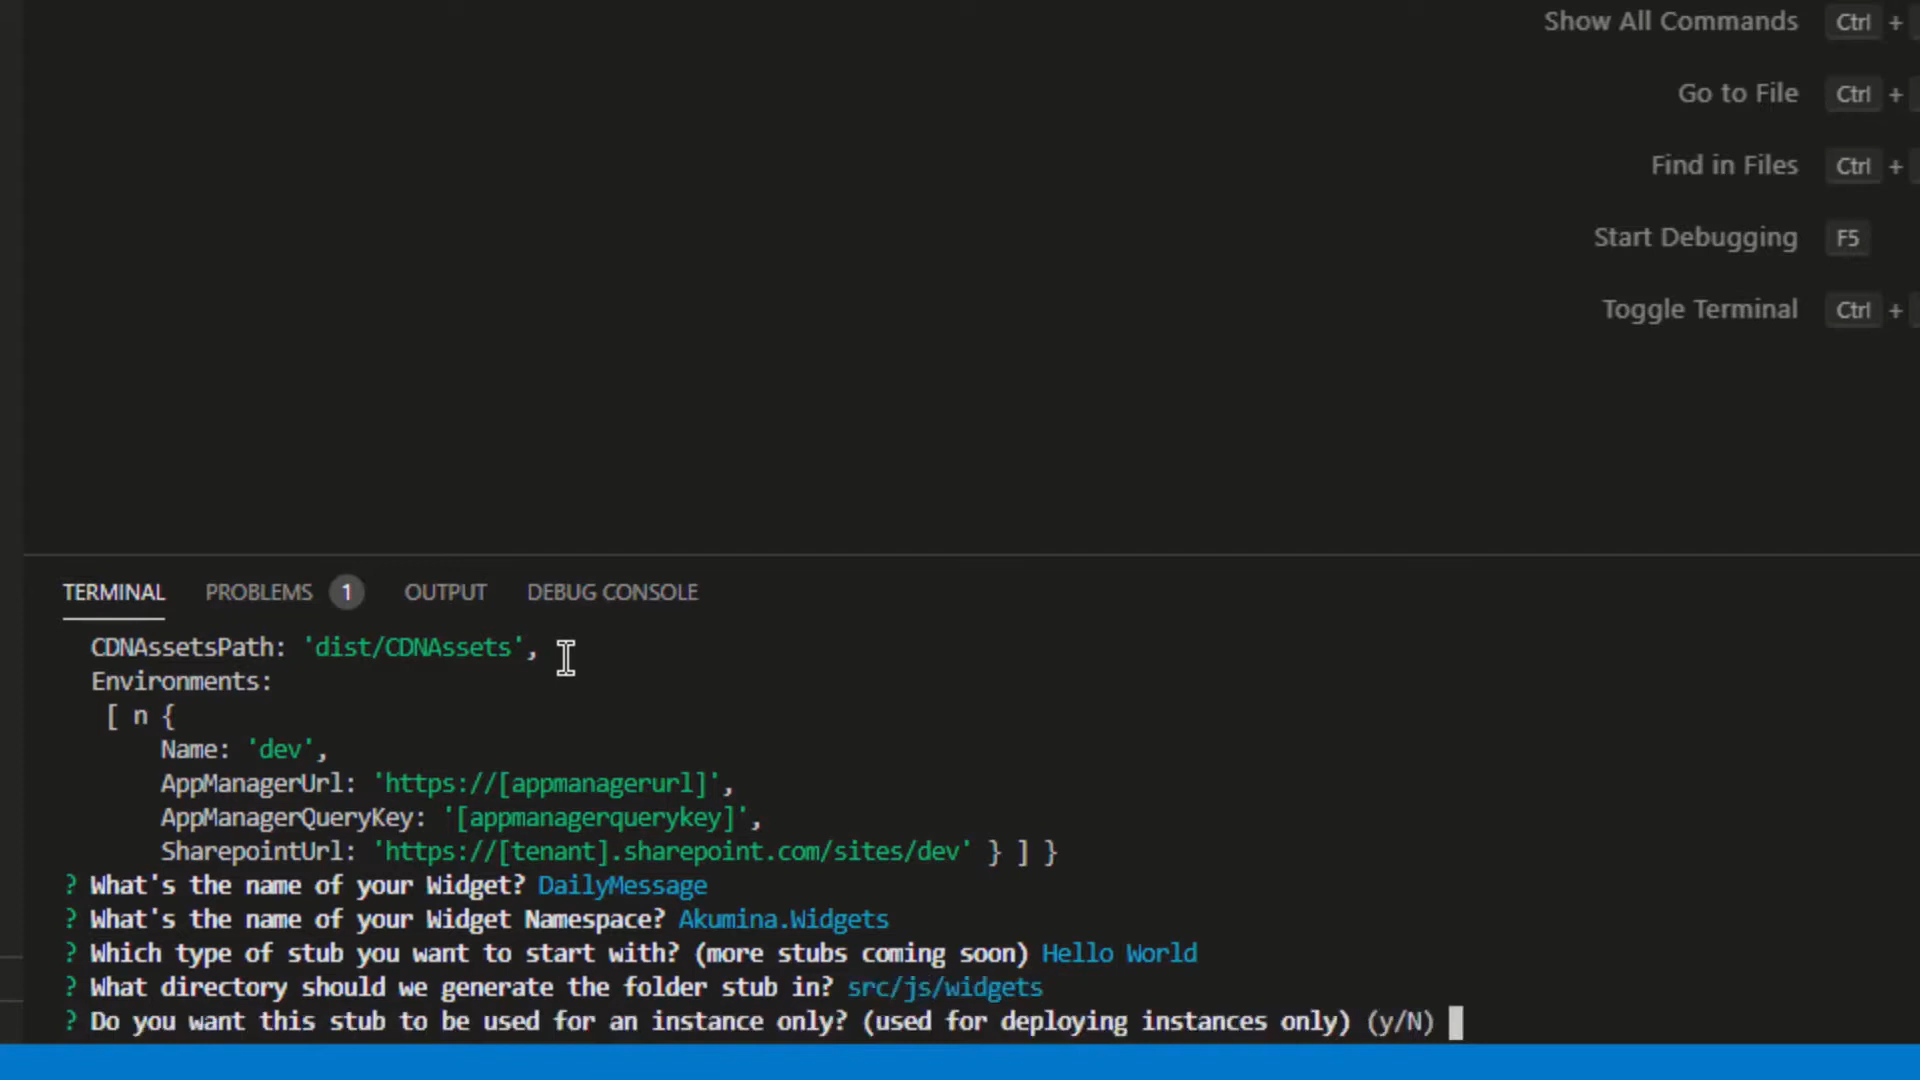 Show All Commands Ctrl +
Go to File Ctrl +
Find in Files Ctrl +
Start Debugging F5
Toggle Terminal Ctrl +
TERMINAL PROBLEMS 1 OUTPUT DEBUG CONSOLE
CDNAssetsPath: 'dist/CDNAssets',
Environments:
[ n {
Name: 'dev',
AppManagerUrl: 'https://[appmanagerurl]',
AppManagerQueryKey: '[appmanagerquerykey]',
SharepointUrl: 'https://[tenant].sharepoint.com/sites/dev' } ] }
? What's the name of your Widget? DailyMessage
? What's the name of your Widget Namespace? Akumina.Widgets
? Which type of stub you want to start with? (more stubs coming soon) Hello World
? What directory should we generate the folder stub in? src/js/widgets
? Do you want this stub to be used for an instance only? (used for deploying instances only) (y/N)